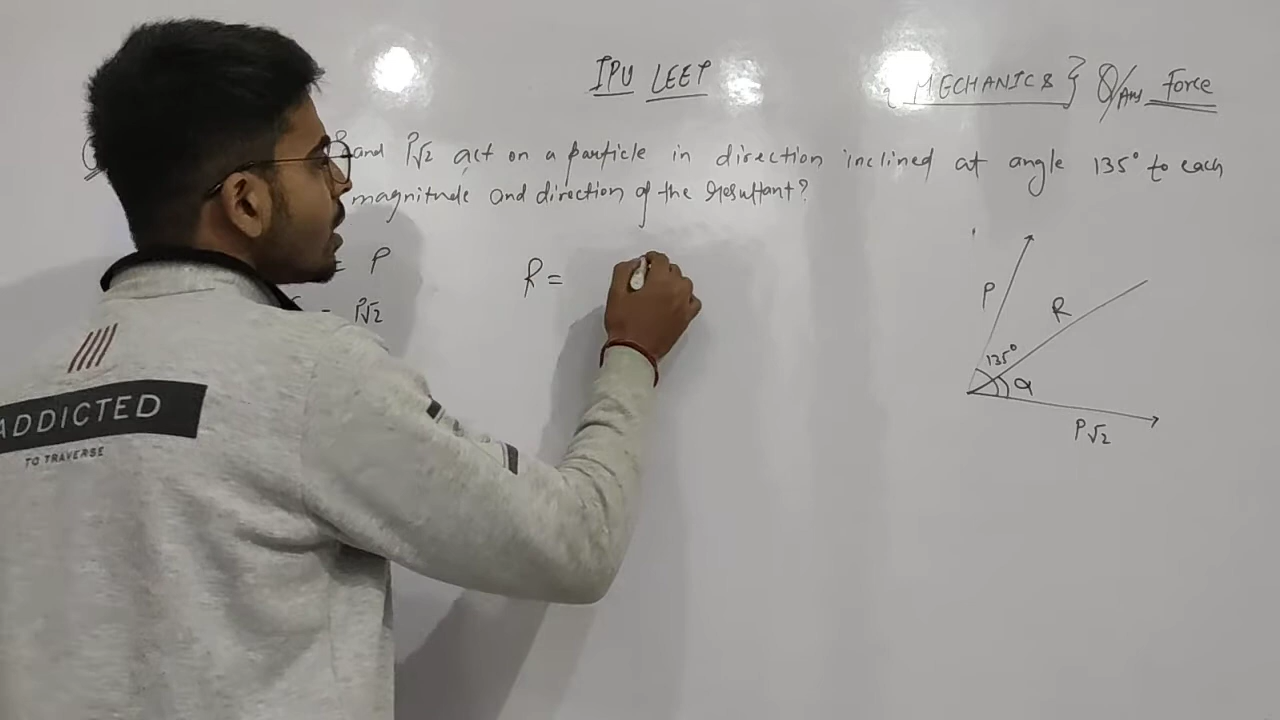 IPU LEET
MECHANICS } Q/Ans Force
P and P√2 act on a particle in direction inclined at angle 135° to each
magnitude and direction of the resultant?
= P
= P√2
R =
P
R
135°
α
P√2
ADDICTED
TO TRAVERSE